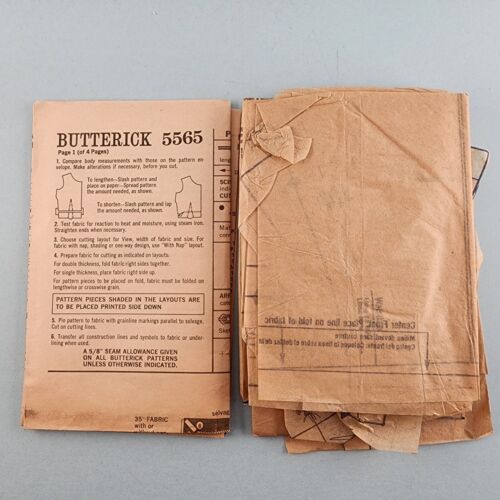 BUTTERICK 5565
Page 1 (of 4 Pages)
1. Compare body measurements with those on the pattern en-
velope. Make alterations if necessary, before you cut.
To lengthen—Slash pattern and
place on paper—Spread pattern
the amount needed, as shown.
To shorten—Slash pattern and lap
the amount needed, as shown.
2. Test fabric for reaction to heat and moisture, using steam iron.
Straighten ends when necessary.
3. Choose cutting layout for View, width of fabric and size. For
fabric with nap, shading or one-way design, use "With Nap" layout.
4. Prepare fabric for cutting as indicated on layouts:
For double thickness, fold fabric right sides together.
For single thickness, place fabric right side up.
For pattern pieces to be placed on fold, fabric must be folded on
lengthwise or crosswise grain.
PATTERN PIECES SHADED IN THE LAYOUTS ARE
TO BE PLACED PRINTED SIDE DOWN
5. Pin pattern to fabric with grainline markings parallel to selvage.
Cut on cutting lines.
6. Transfer all construction lines and symbols to fabric or under-
lining when used.
A 5/8" SEAM ALLOWANCE GIVEN
ON ALL BUTTERICK PATTERNS
UNLESS OTHERWISE INDICATED.
35" FABRIC
with or
selva
Center Front. Place line on fold of fabric